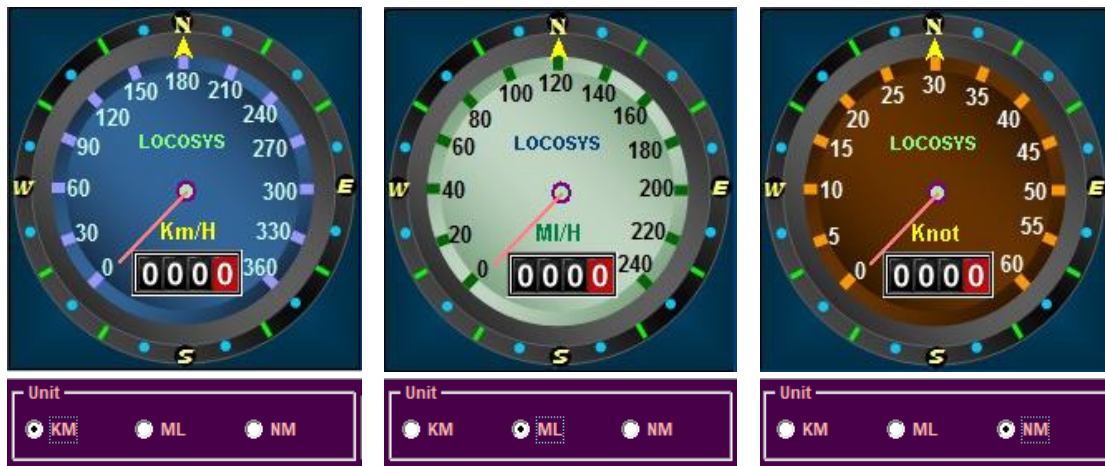 N
180
150 210
120 240
LOCOSYS
90 270
W 60 300 E
Km/H
30 330
0 360
0000
S
Unit
KM ML NM
N
120
100 140
80 160
LOCOSYS
60 180
W 40 200 E
MI/H
20 220
0 240
0000
S
Unit
KM ML NM
N
30
25 35
20 40
LOCOSYS
15 45
W 10 50 E
Knot
5 55
0 60
0000
S
Unit
KM ML NM